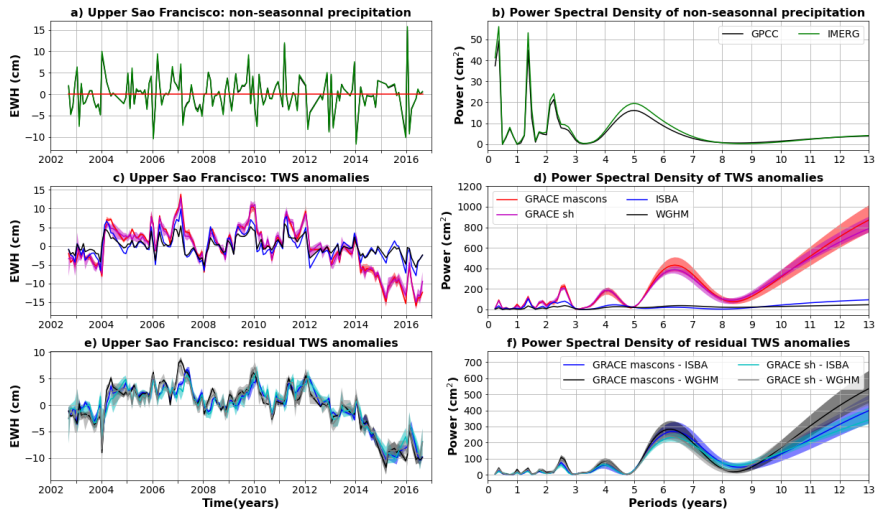 a) Upper Sao Francisco: non-seasonal precipitation
EWH (cm)
15
10
5
0
−5
−10
2002 2004 2006 2008 2010 2012 2014 2016
b) Power Spectral Density of non-seasonnal precipitation
Power (cm2)
50
40
30
20
10
0
GPCC IMERG
0 1 2 3 4 5 6 7 8 9 10 11 12 13
c) Upper Sao Francisco: TWS anomalies
EWH (cm)
15
10
5
0
−5
−10
−15
2002 2004 2006 2008 2010 2012 2014 2016
d) Power Spectral Density of TWS anomalies
Power (cm2)
1200
1000
800
600
400
200
0
GRACE mascons ISBA
GRACE sh WGHM
0 1 2 3 4 5 6 7 8 9 10 11 12 13
e) Upper Sao Francisco: residual TWS anomalies
EWH (cm)
10
5
0
−5
−10
2002 2004 2006 2008 2010 2012 2014 2016
Time(years)
f) Power Spectral Density of residual TWS anomalies
Power (cm2)
700
600
500
400
300
200
100
0
GRACE mascons - ISBA GRACE sh - ISBA
GRACE mascons - WGHM GRACE sh - WGHM
0 1 2 3 4 5 6 7 8 9 10 11 12 13
Periods (years)